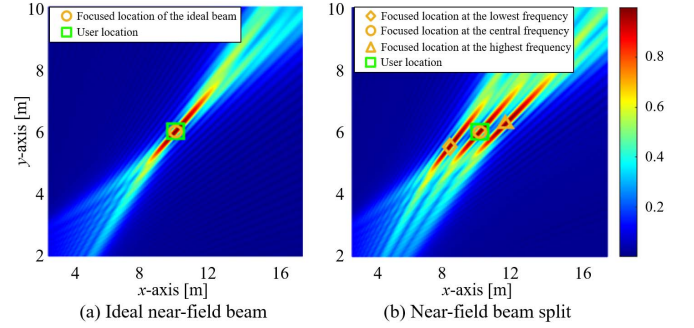 Focused location of the ideal beam
User location
10
8
6
4
2
y-axis [m]
4
8
12
16
x-axis [m]
(a) Ideal near-field beam
Focused location at the lowest frequency
Focused location at the central frequency
Focused location at the highest frequency
User location
10
8
6
4
2
4
8
12
16
x-axis [m]
(b) Near-field beam split
0.8
0.6
0.4
0.2